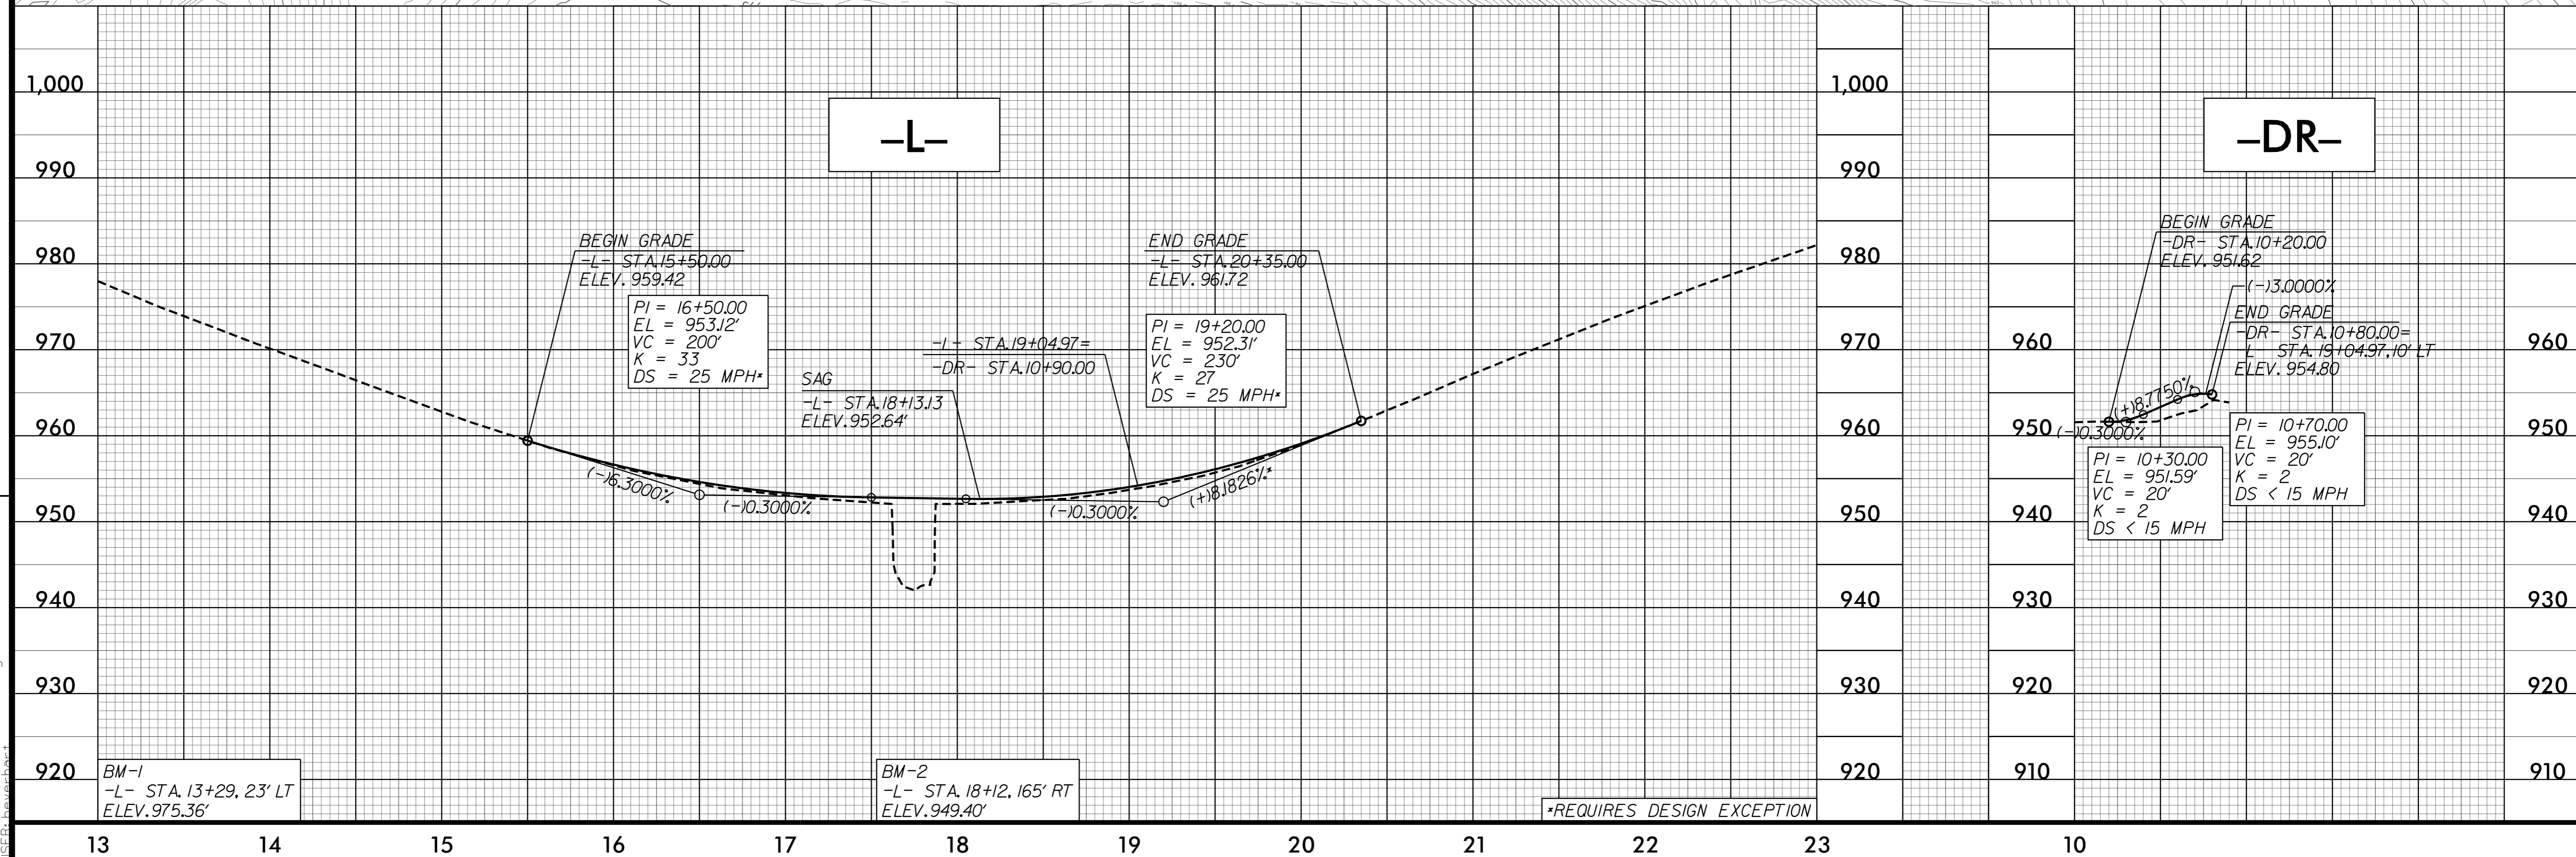 1,000
990
980
970
960
950
940
930
920
-L-
BEGIN GRADE
-L- STA.15+50.00
ELEV. 959.42
PI = 16+50.00
EL = 953.12'
VC = 200'
K = 33
DS = 25 MPH*
SAG
-L- STA.18+13.13
ELEV.952.64'
-L- STA.19+04.97=
-DR- STA.10+90.00
END GRADE
-L- STA.20+35.00
ELEV. 961.72
PI = 19+20.00
EL = 952.31'
VC = 230'
K = 27
DS = 25 MPH*
(-)6.3000%
(-)0.3000%
(-)0.3000%
(+)8.1826%*
BM-1
-L- STA. 13+29, 23' LT
ELEV.975.36'
BM-2
-L- STA. 18+12, 165' RT
ELEV.949.40'
*REQUIRES DESIGN EXCEPTION
13 14 15 16 17 18 19 20 21 22 23
1,000
990
980
970
960
950
940
930
920
960
950
940
930
920
910
-DR-
BEGIN GRADE
-DR- STA.10+20.00
ELEV. 951.62
(-)3.0000%
END GRADE
-DR- STA.10+80.00=
L STA.19+04.97,10' LT
ELEV. 954.80
(+)8.7750%
(-)0.3000%
PI = 10+30.00
EL = 951.59'
VC = 20'
K = 2
DS < 15 MPH
PI = 10+70.00
EL = 955.10'
VC = 20'
K = 2
DS < 15 MPH
10
960
950
940
930
920
910